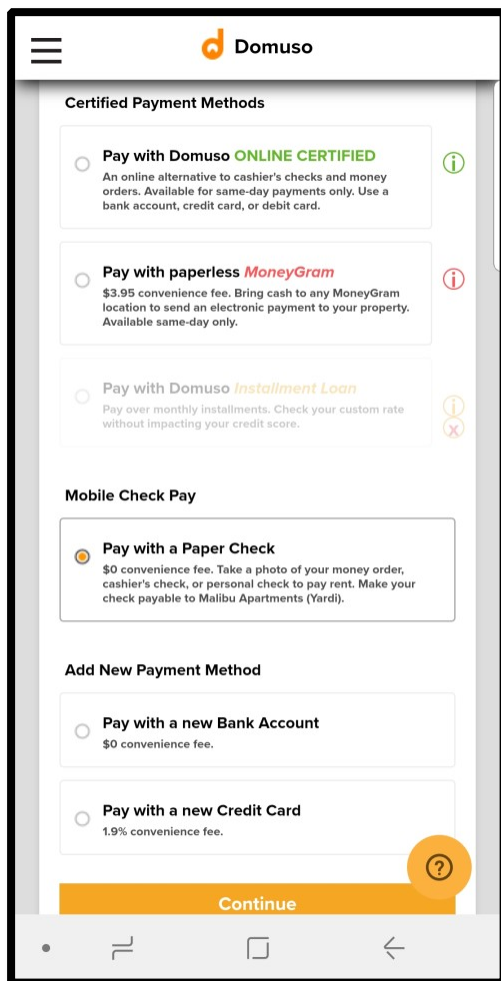 Domuso
Certified Payment Methods
Pay with Domuso ONLINE CERTIFIED
An online alternative to cashier's checks and money
orders. Available for same-day payments only. Use a
bank account, credit card, or debit card.
Pay with paperless MoneyGram
$3.95 convenience fee. Bring cash to any MoneyGram
location to send an electronic payment to your property.
Available same-day only.
Pay with Domuso Installment Loan
Pay over monthly installments. Check your custom rate
without impacting your credit score.
Mobile Check Pay
Pay with a Paper Check
$0 convenience fee. Take a photo of your money order,
cashier's check, or personal check to pay rent. Make your
check payable to Malibu Apartments (Yardi).
Add New Payment Method
Pay with a new Bank Account
$0 convenience fee.
Pay with a new Credit Card
1.9% convenience fee.
Continue